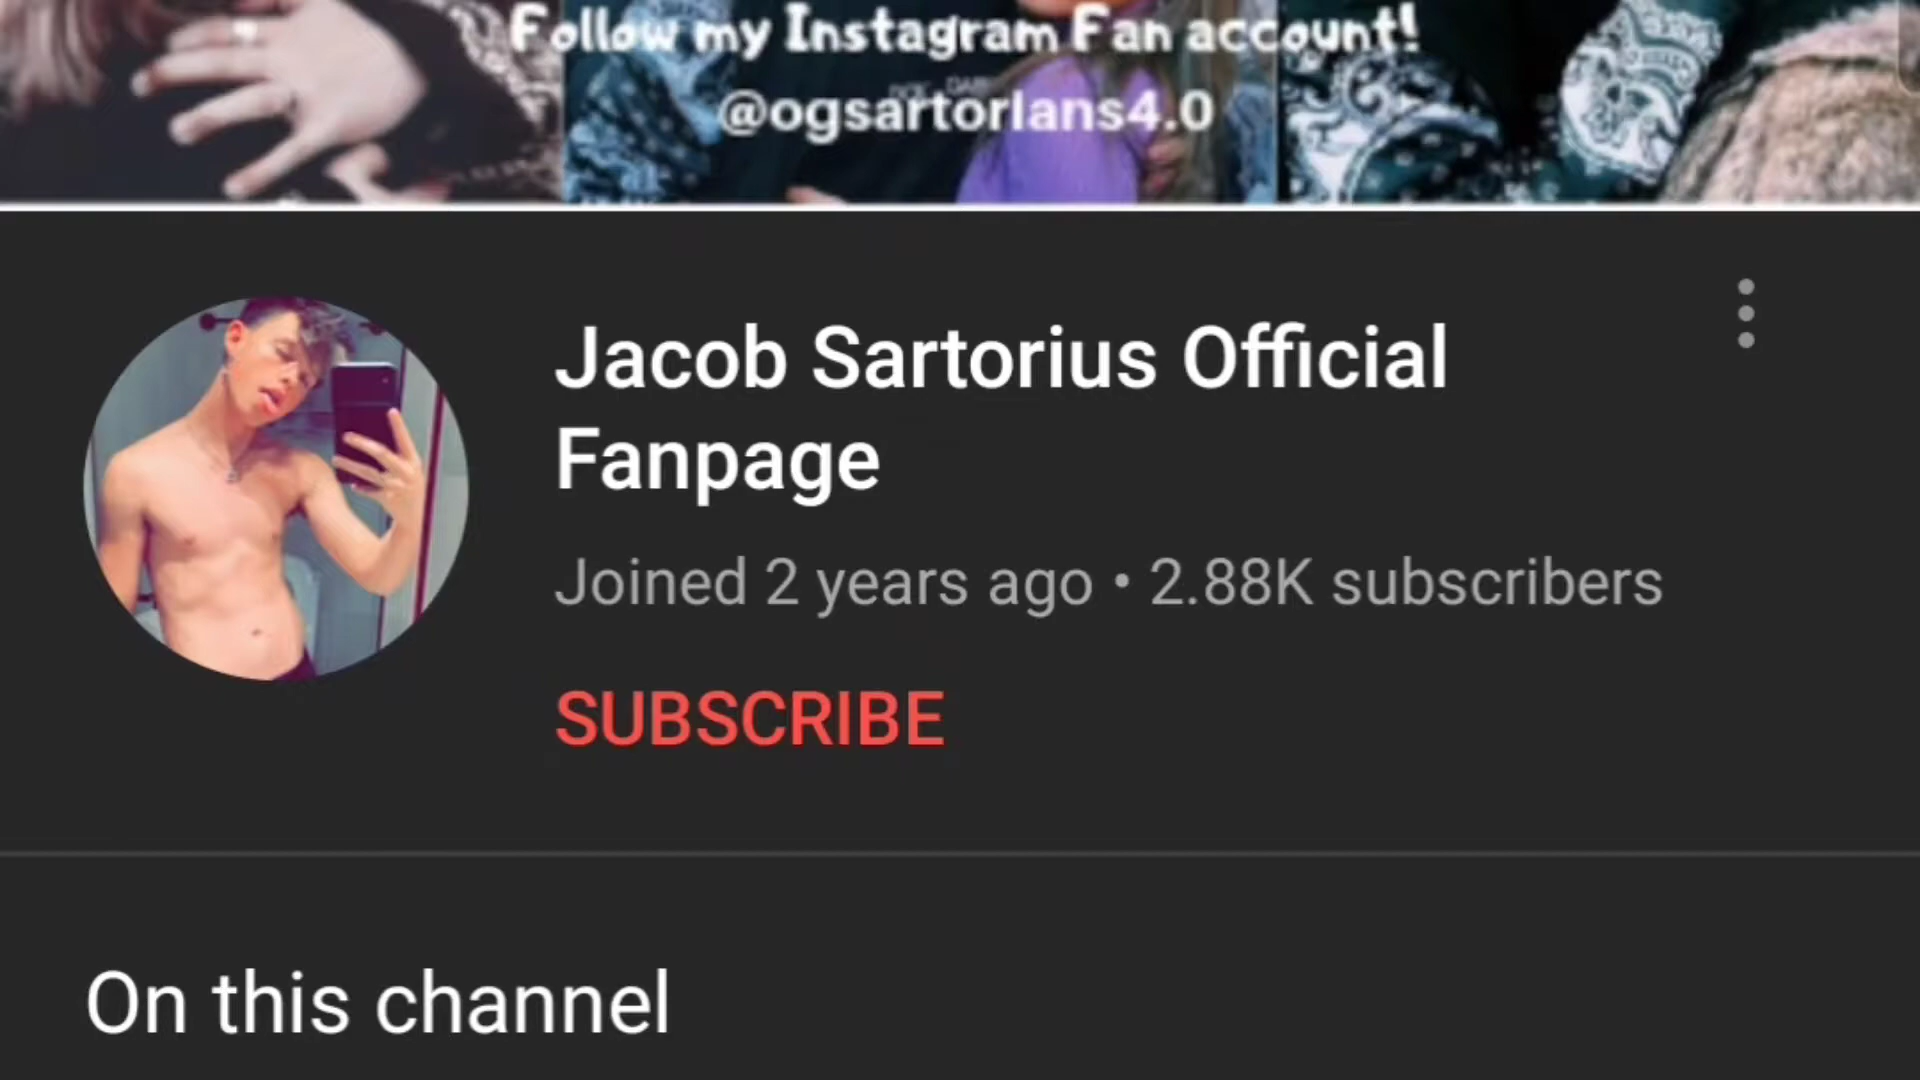 Follow my Instagram Fan account!
@ogsartorIans4.0
Jacob Sartorius Official
Fanpage
Joined 2 years ago • 2.88K subscribers
SUBSCRIBE
On this channel